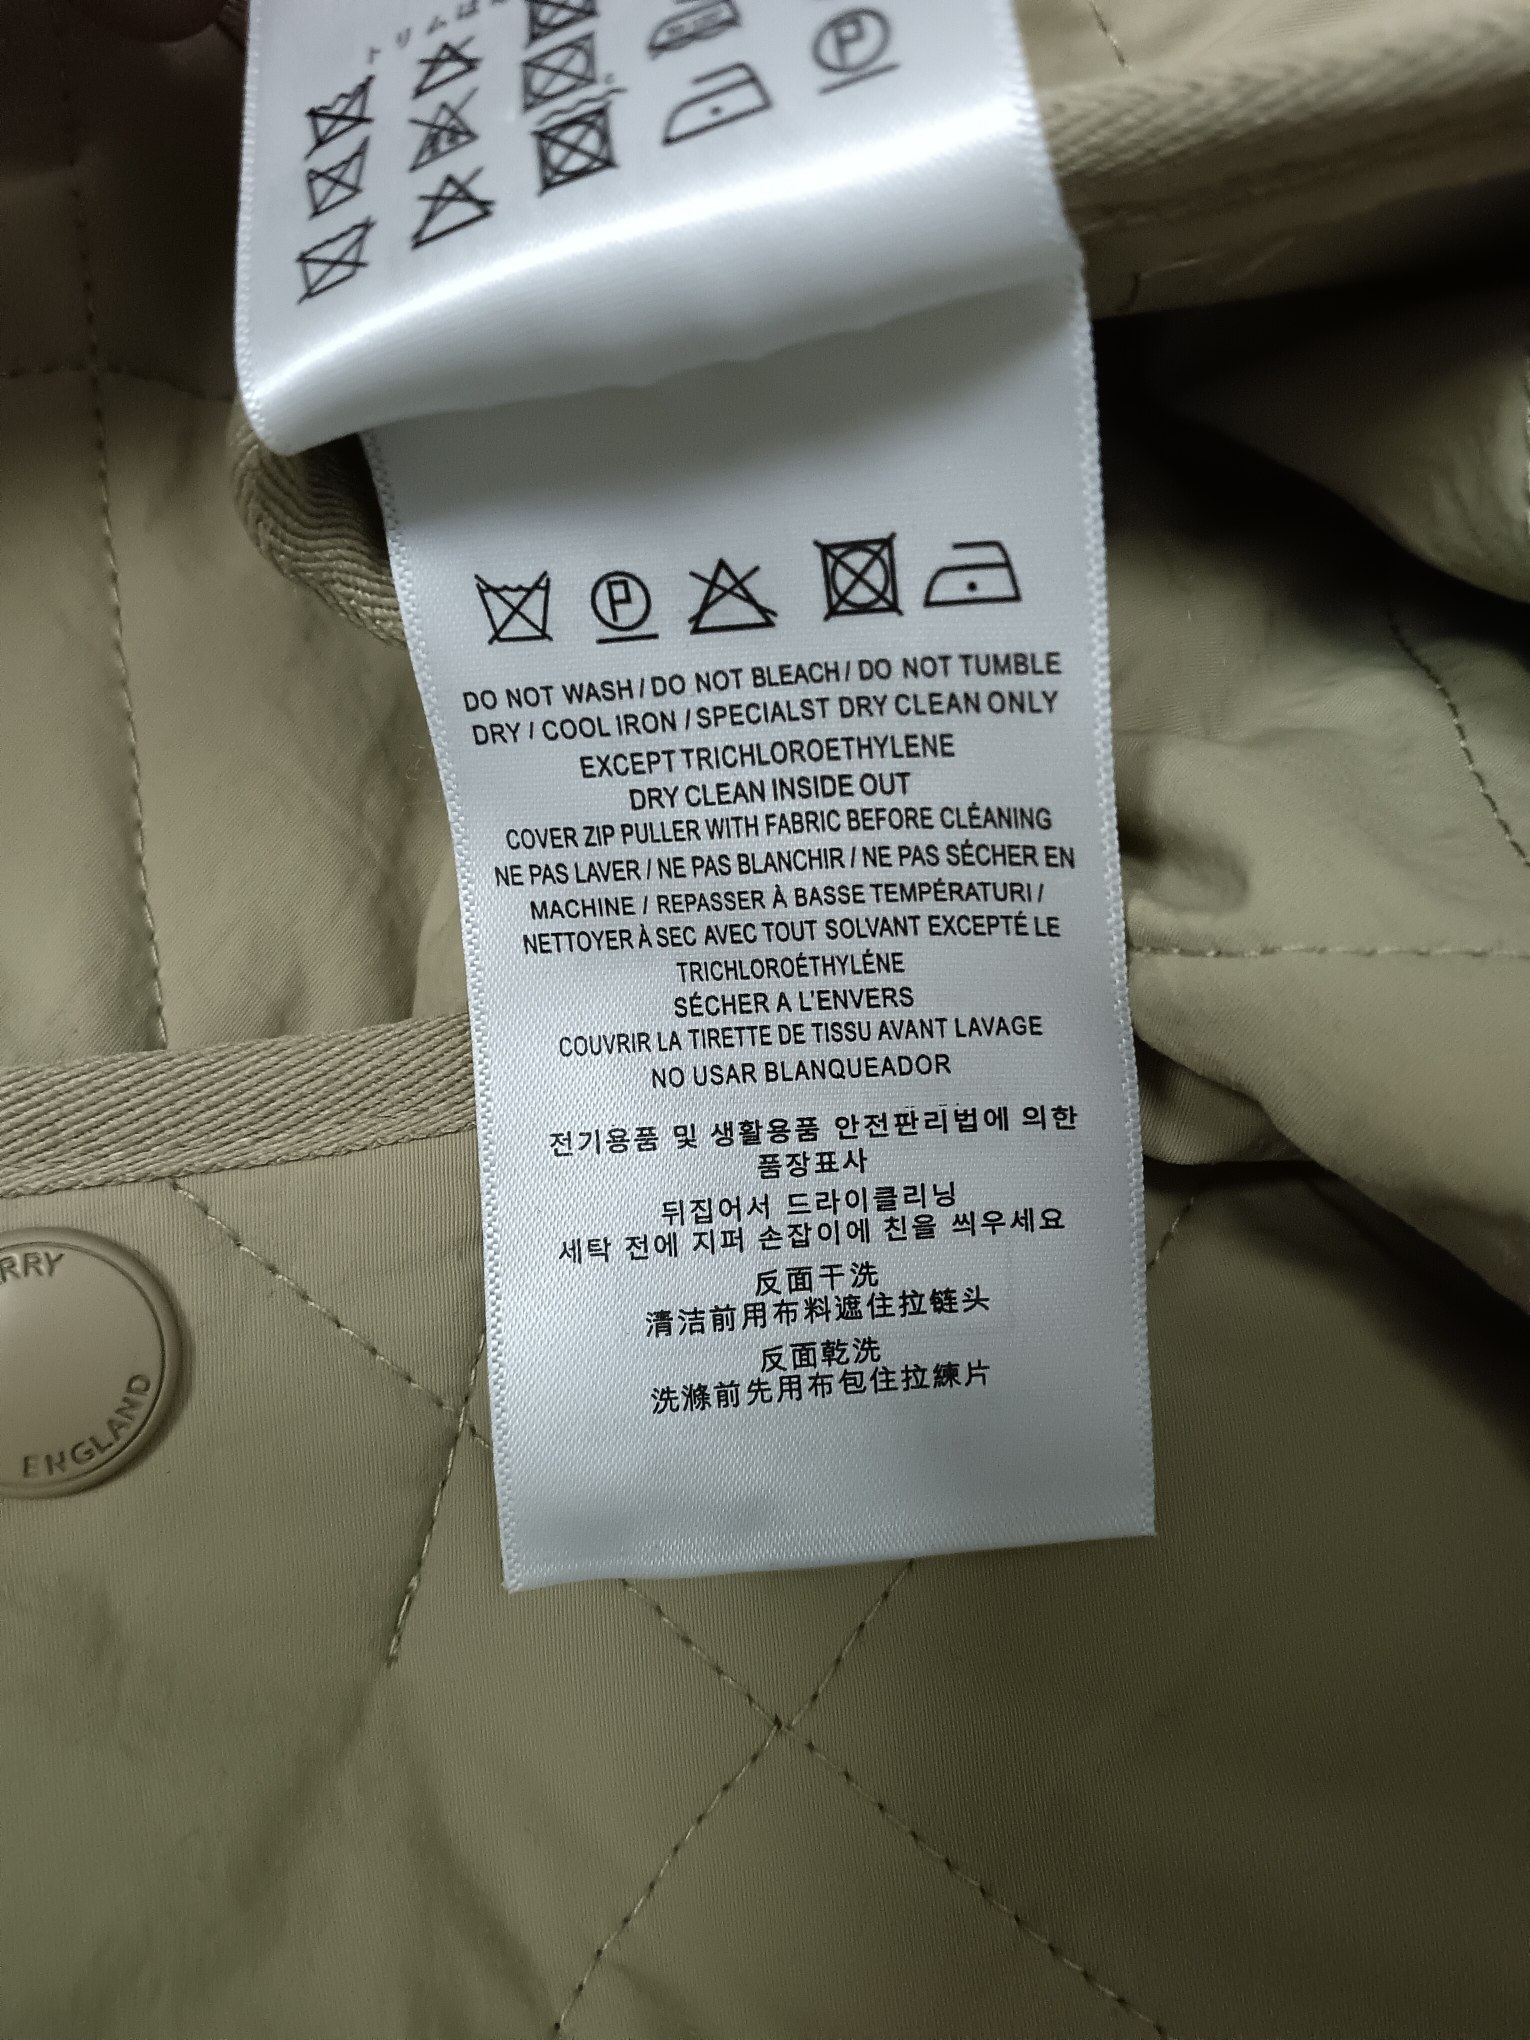 トリムは
DO NOT WASH / DO NOT BLEACH / DO NOT TUMBLE
DRY / COOL IRON / SPECIALST DRY CLEAN ONLY
EXCEPT TRICHLOROETHYLENE
DRY CLEAN INSIDE OUT
COVER ZIP PULLER WITH FABRIC BEFORE CLÉANING
NE PAS LAVER / NE PAS BLANCHIR / NE PAS SÉCHER EN
MACHINE / REPASSER À BASSE TEMPÉRATURI /
NETTOYER À SEC AVEC TOUT SOLVANT EXCEPTÉ LE
TRICHLOROÉTHYLÉNE
SÉCHER A L'ENVERS
COUVRIR LA TIRETTE DE TISSU AVANT LAVAGE
NO USAR BLANQUEADOR
전기용품 및 생활용품 안전판리법에 의한
품장표사
뒤집어서 드라이클리닝
세탁 전에 지퍼 손잡이에 친을 씌우세요
反面干洗
清洁前用布料遮住拉链头
反面乾洗
洗滌前先用布包住拉練片
RRY
ENGLAND